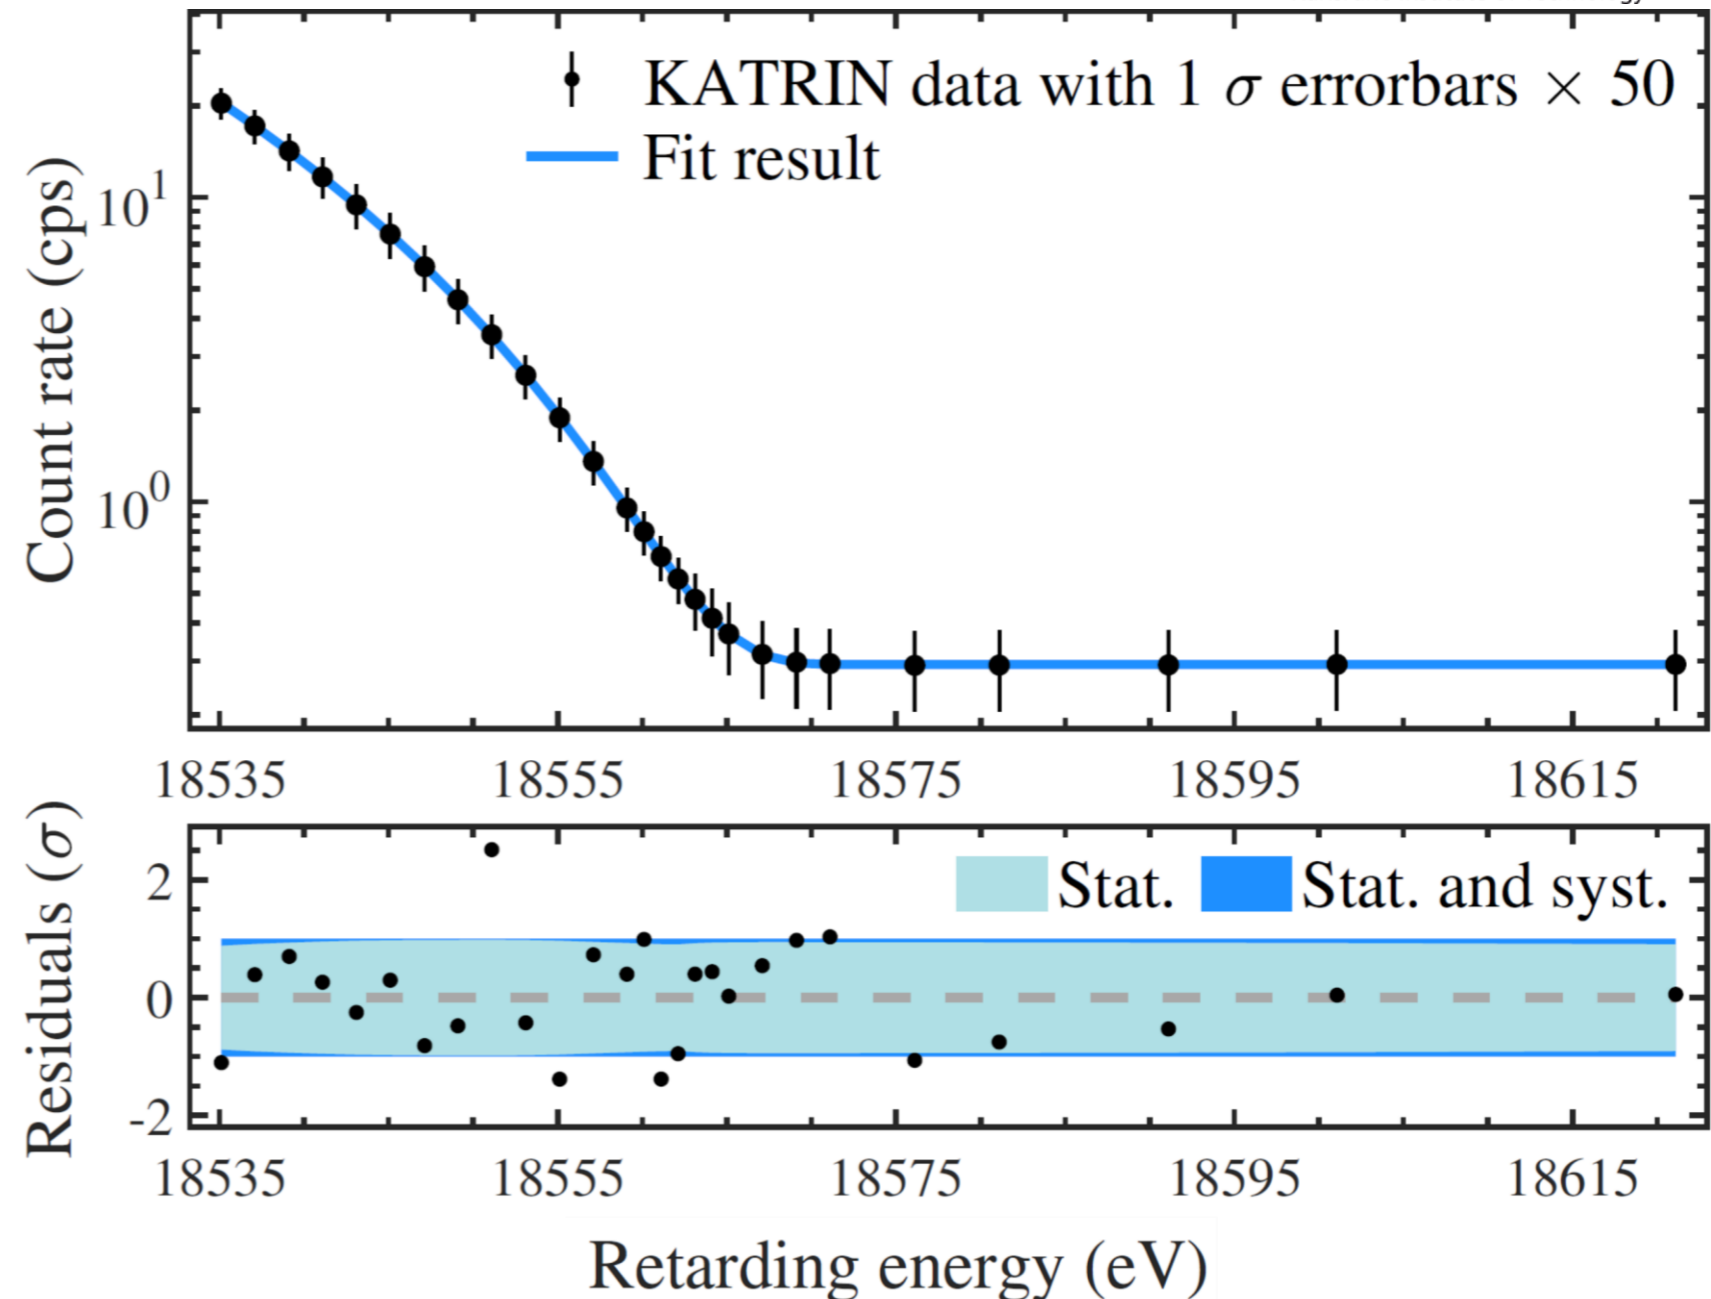 KATRIN data with 1 σ errorbars × 50
Fit result
Count rate (cps)
10¹
10⁰
18535 18555 18575 18595 18615
Residuals (σ)
Stat. Stat. and syst.
2
0
-2
18535 18555 18575 18595 18615
Retarding energy (eV)